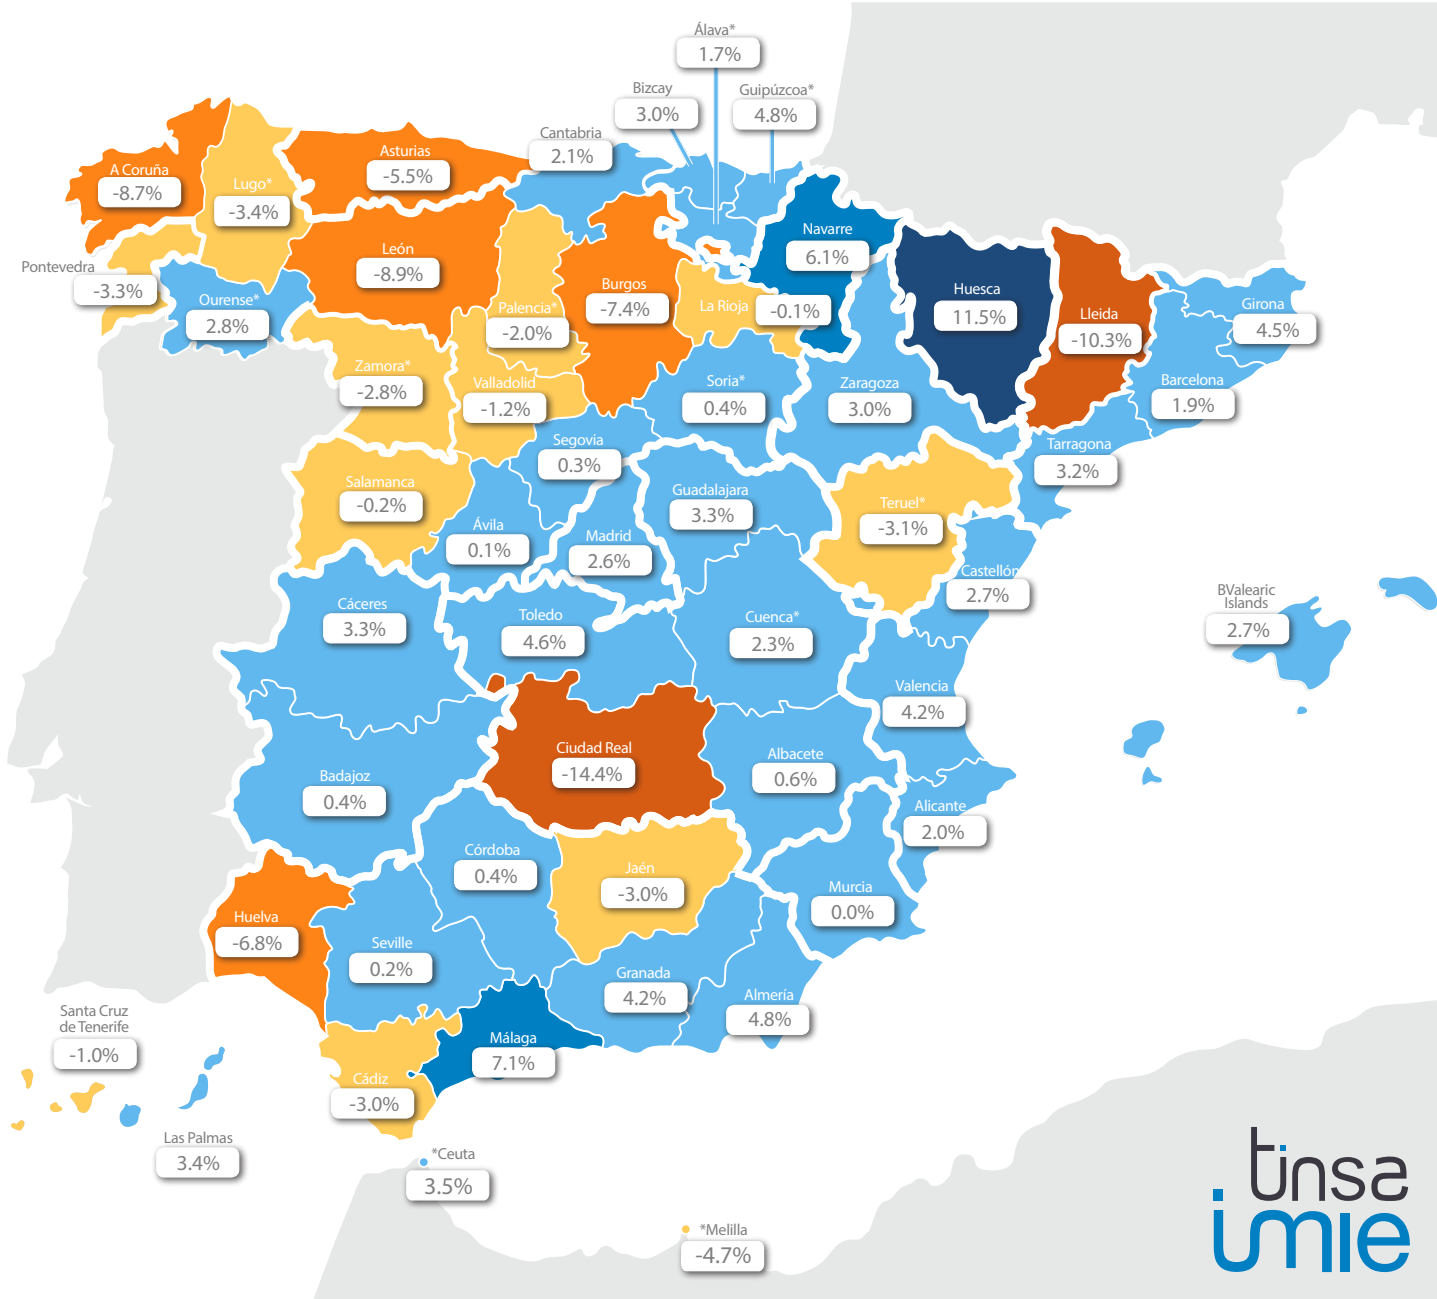 Álava*
1.7%
Bizcay
3.0%
Guipúzcoa*
4.8%
Cantabria
2.1%
Asturias
-5.5%
A Coruña
-8.7%
Lugo*
-3.4%
Navarre
6.1%
León
-8.9%
Pontevedra
-3.3%
Ourense*
2.8%
Burgos
-7.4%
Palencia*
-2.0%
La Rioja
-0.1%
Huesca
11.5%
Lleida
-10.3%
Girona
4.5%
Zamora*
-2.8%
Valladolid
-1.2%
Soria*
0.4%
Zaragoza
3.0%
Barcelona
1.9%
Segovia
0.3%
Tarragona
3.2%
Salamanca
-0.2%
Guadalajara
3.3%
Teruel*
-3.1%
Ávila
0.1%
Madrid
2.6%
Castellón
2.7%
BValearic
Islands
2.7%
Cáceres
3.3%
Toledo
4.6%
Cuenca*
2.3%
Valencia
4.2%
Ciudad Real
-14.4%
Albacete
0.6%
Badajoz
0.4%
Alicante
2.0%
Córdoba
0.4%
Jaén
-3.0%
Murcia
0.0%
Huelva
-6.8%
Seville
0.2%
Granada
4.2%
Almería
4.8%
Santa Cruz
de Tenerife
-1.0%
Málaga
7.1%
Cádiz
-3.0%
Las Palmas
3.4%
*Ceuta
3.5%
*Melilla
-4.7%
tinsa
imie